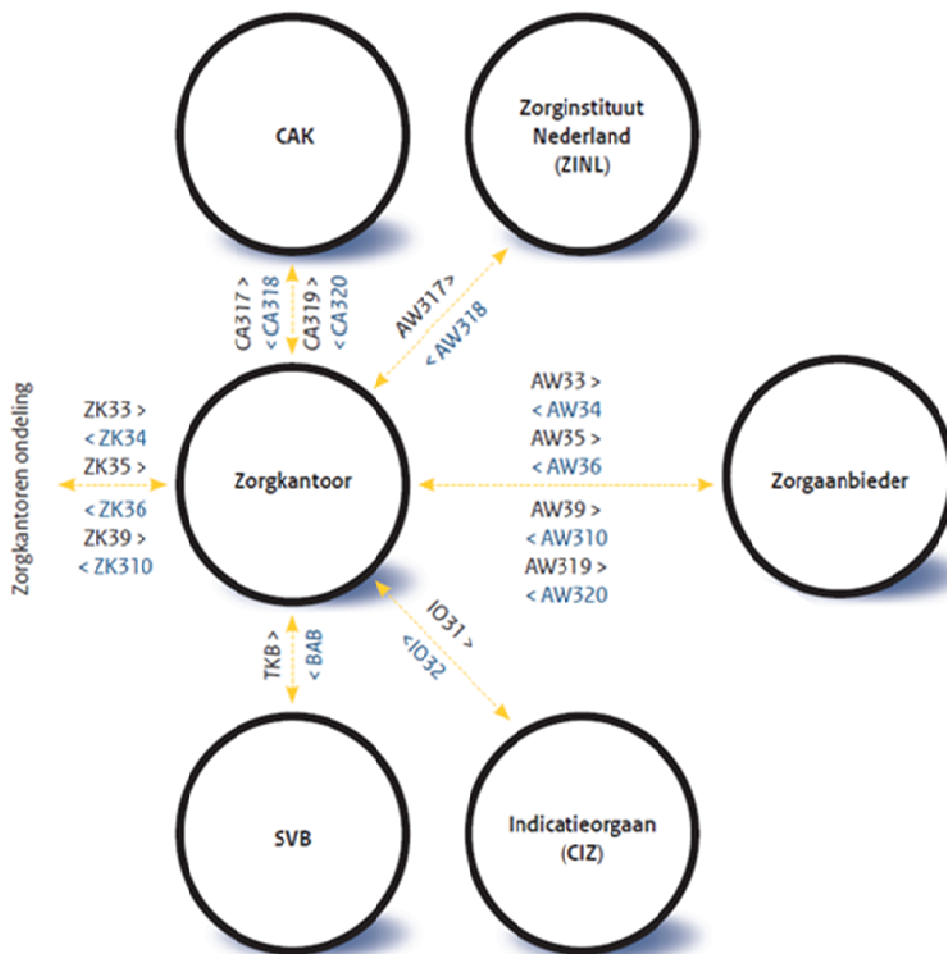 CAK
Zorginstituut
Nederland
(ZINL)
CA317 >
< CA318
CA319 >
< CA320
AW317>
< AW318
Zorgkantoren ondeling
ZK33 >
< ZK34
ZK35 >
< ZK36
ZK39 >
< ZK310
Zorgkantoor
AW33 >
< AW34
AW35 >
< AW36
AW39 >
< AW310
AW319 >
< AW320
Zorgaanbieder
TKB >
< BAB
IO31 >
<IO32
SVB
Indicatieorgaan
(CIZ)